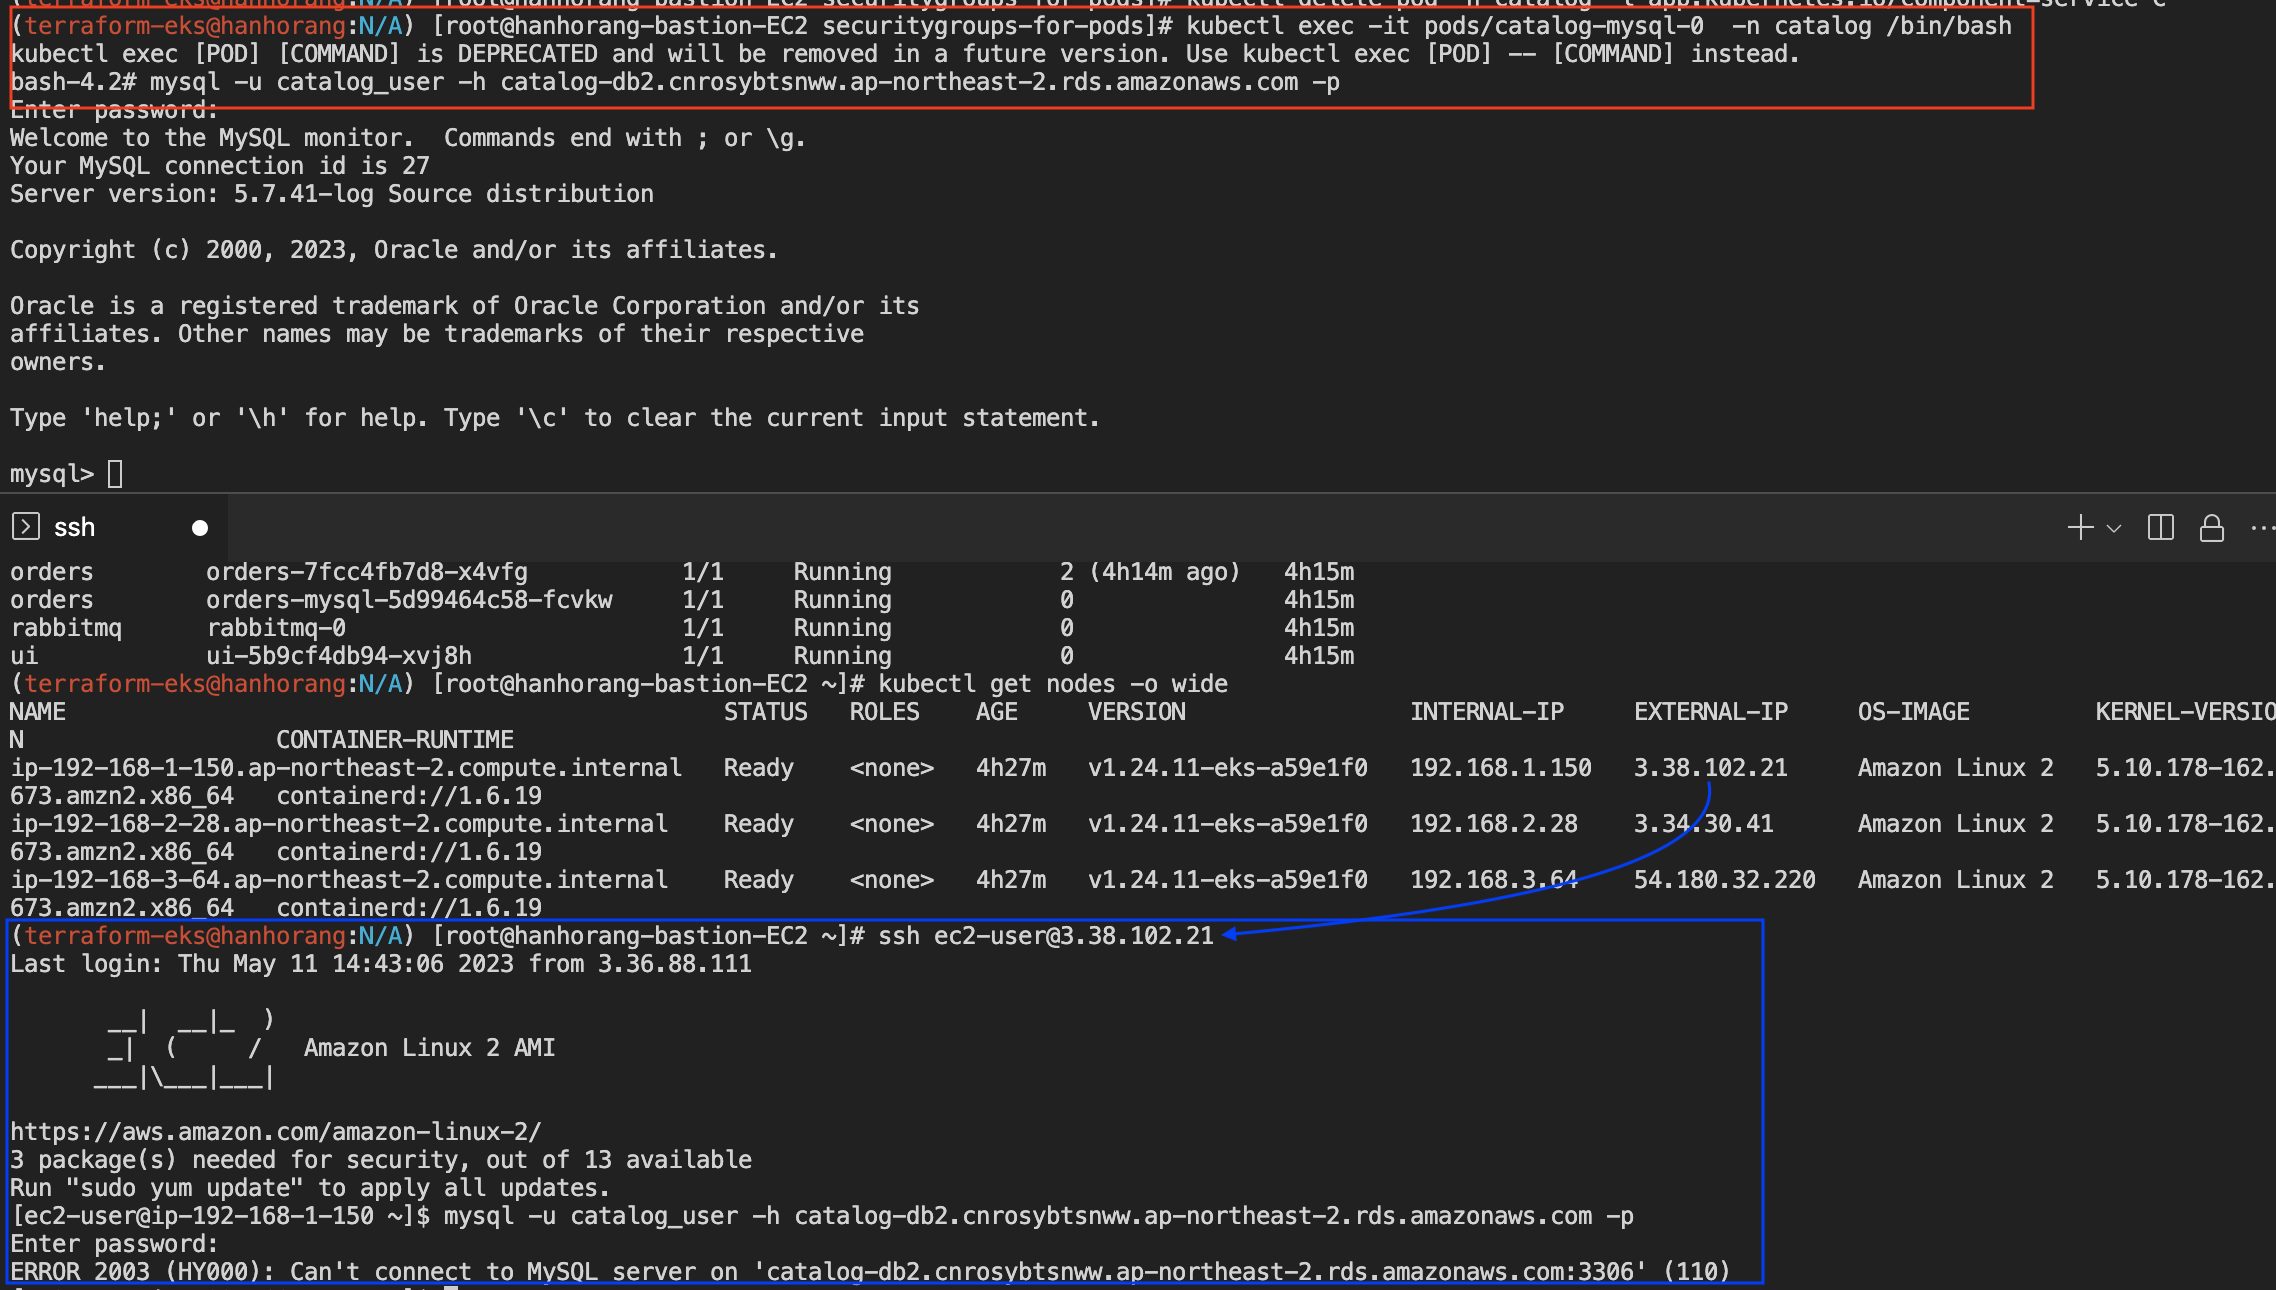 (terraform-eks@hanhorang:N/A) [root@hanhorang-bastion-EC2 securitygroups-for-pods]# kubectl delete pod -n catalog -l app.kubernetes.io/component=service C
(terraform-eks@hanhorang:N/A) [root@hanhorang-bastion-EC2 securitygroups-for-pods]# kubectl exec -it pods/catalog-mysql-0  -n catalog /bin/bash
kubectl exec [POD] [COMMAND] is DEPRECATED and will be removed in a future version. Use kubectl exec [POD] -- [COMMAND] instead.
bash-4.2# mysql -u catalog_user -h catalog-db2.cnrosybtsnww.ap-northeast-2.rds.amazonaws.com -p
Enter password:
Welcome to the MySQL monitor.  Commands end with ; or \g.
Your MySQL connection id is 27
Server version: 5.7.41-log Source distribution
Copyright (c) 2000, 2023, Oracle and/or its affiliates.
Oracle is a registered trademark of Oracle Corporation and/or its
affiliates. Other names may be trademarks of their respective
owners.
Type 'help;' or '\h' for help. Type '\c' to clear the current input statement.
mysql>
ssh
orders        orders-7fcc4fb7d8-x4vfg           1/1     Running            2 (4h14m ago)   4h15m
orders        orders-mysql-5d99464c58-fcvkw     1/1     Running            0               4h15m
rabbitmq      rabbitmq-0                        1/1     Running            0               4h15m
ui            ui-5b9cf4db94-xvj8h               1/1     Running            0               4h15m
(terraform-eks@hanhorang:N/A) [root@hanhorang-bastion-EC2 ~]# kubectl get nodes -o wide
NAME                                               STATUS   ROLES    AGE     VERSION                INTERNAL-IP     EXTERNAL-IP     OS-IMAGE         KERNEL-VERSIO
N                  CONTAINER-RUNTIME
ip-192-168-1-150.ap-northeast-2.compute.internal   Ready    <none>   4h27m   v1.24.11-eks-a59e1f0   192.168.1.150   3.38.102.21     Amazon Linux 2   5.10.178-162.
673.amzn2.x86_64   containerd://1.6.19
ip-192-168-2-28.ap-northeast-2.compute.internal    Ready    <none>   4h27m   v1.24.11-eks-a59e1f0   192.168.2.28    3.34.30.41      Amazon Linux 2   5.10.178-162.
673.amzn2.x86_64   containerd://1.6.19
ip-192-168-3-64.ap-northeast-2.compute.internal    Ready    <none>   4h27m   v1.24.11-eks-a59e1f0   192.168.3.64    54.180.32.220   Amazon Linux 2   5.10.178-162.
673.amzn2.x86_64   containerd://1.6.19
(terraform-eks@hanhorang:N/A) [root@hanhorang-bastion-EC2 ~]# ssh ec2-user@3.38.102.21
Last login: Thu May 11 14:43:06 2023 from 3.36.88.111
       __|  __|_  )
       _|  (     /   Amazon Linux 2 AMI
      ___|\___|___|
https://aws.amazon.com/amazon-linux-2/
3 package(s) needed for security, out of 13 available
Run "sudo yum update" to apply all updates.
[ec2-user@ip-192-168-1-150 ~]$ mysql -u catalog_user -h catalog-db2.cnrosybtsnww.ap-northeast-2.rds.amazonaws.com -p
Enter password:
ERROR 2003 (HY000): Can't connect to MySQL server on 'catalog-db2.cnrosybtsnww.ap-northeast-2.rds.amazonaws.com:3306' (110)